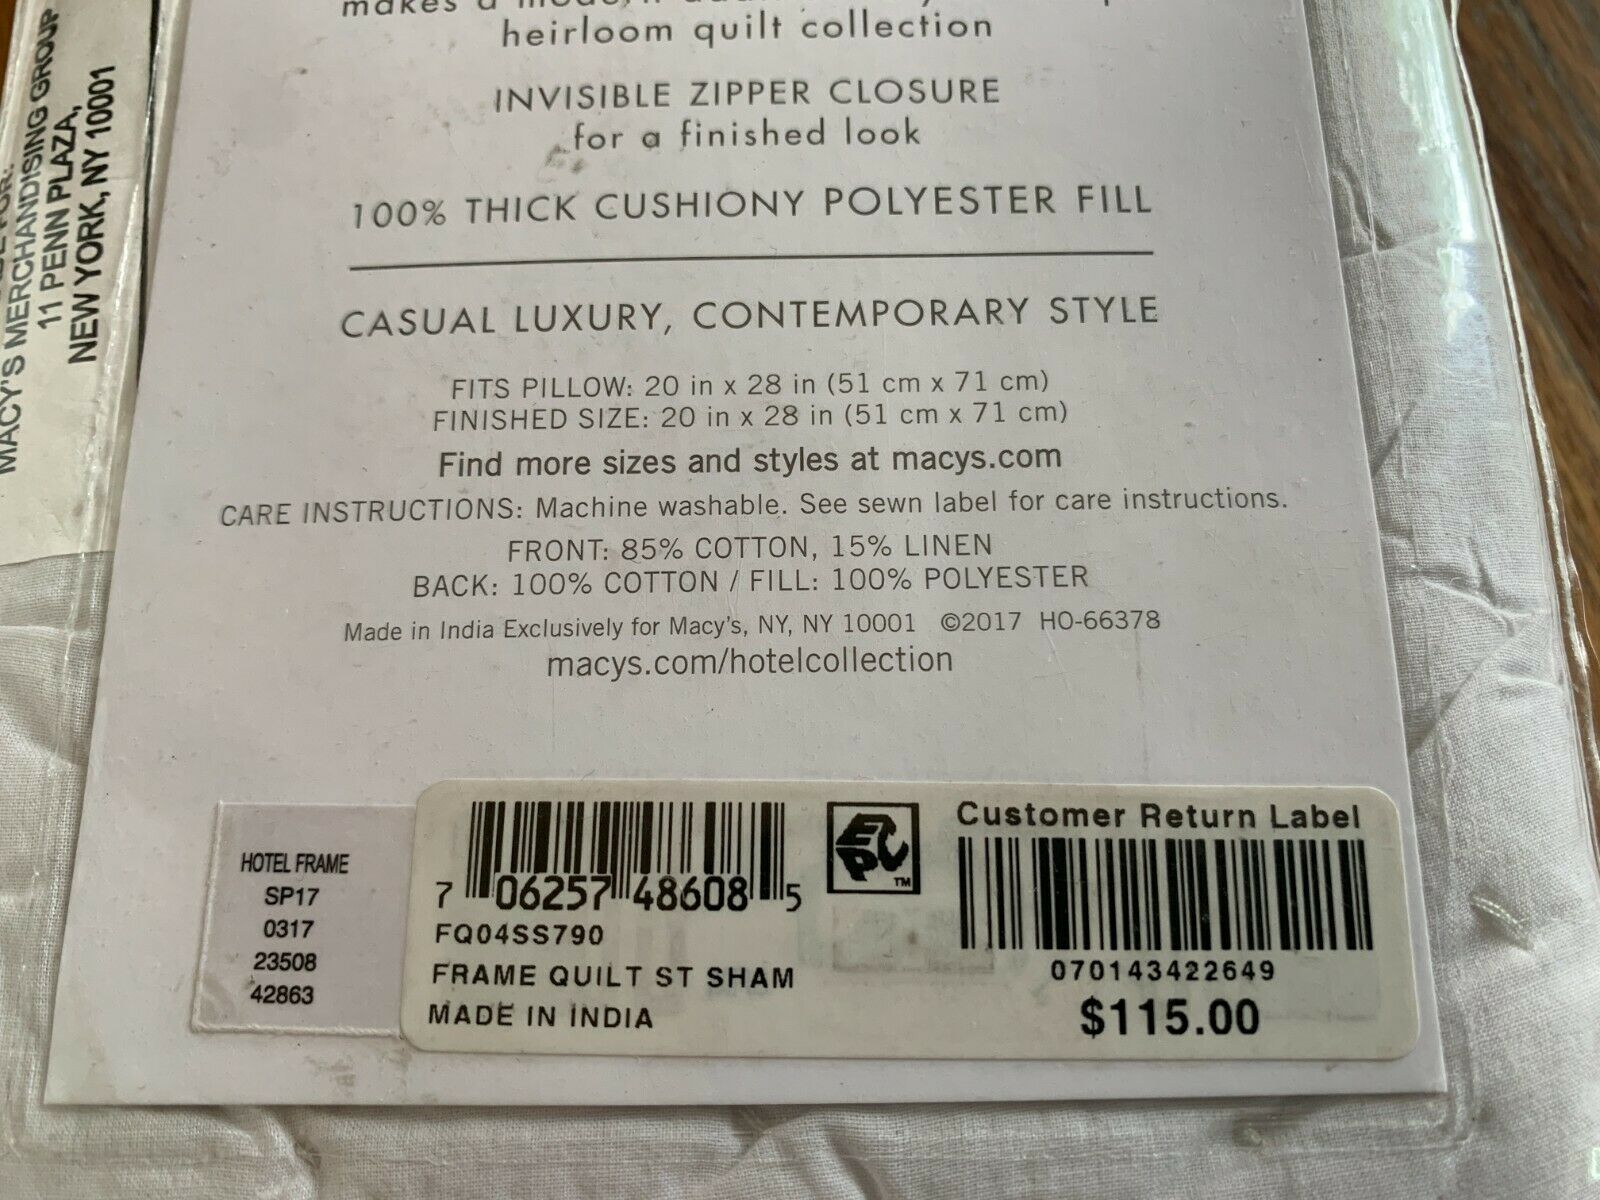 makes a
heirloom quilt collection
INVISIBLE ZIPPER CLOSURE
for a finished look
100% THICK CUSHIONY POLYESTER FILL
CASUAL LUXURY, CONTEMPORARY STYLE
FITS PILLOW: 20 in x 28 in (51 cm x 71 cm)
FINISHED SIZE: 20 in x 28 in (51 cm x 71 cm)
Find more sizes and styles at macys.com
CARE INSTRUCTIONS: Machine washable. See sewn label for care instructions.
FRONT: 85% COTTON, 15% LINEN
BACK: 100% COTTON / FILL: 100% POLYESTER
Made in India Exclusively for Macy's, NY, NY 10001 ©2017 HO-66378
macys.com/hotelcollection
FOR:
MACY'S MERCHANDISING GROUP
11 PENN PLAZA,
NEW YORK, NY 10001
HOTEL FRAME
SP17
0317
23508
42863
7 06257 48608 5
FQ04SS790
FRAME QUILT ST SHAM
MADE IN INDIA
EPC™
Customer Return Label
070143422649
$115.00